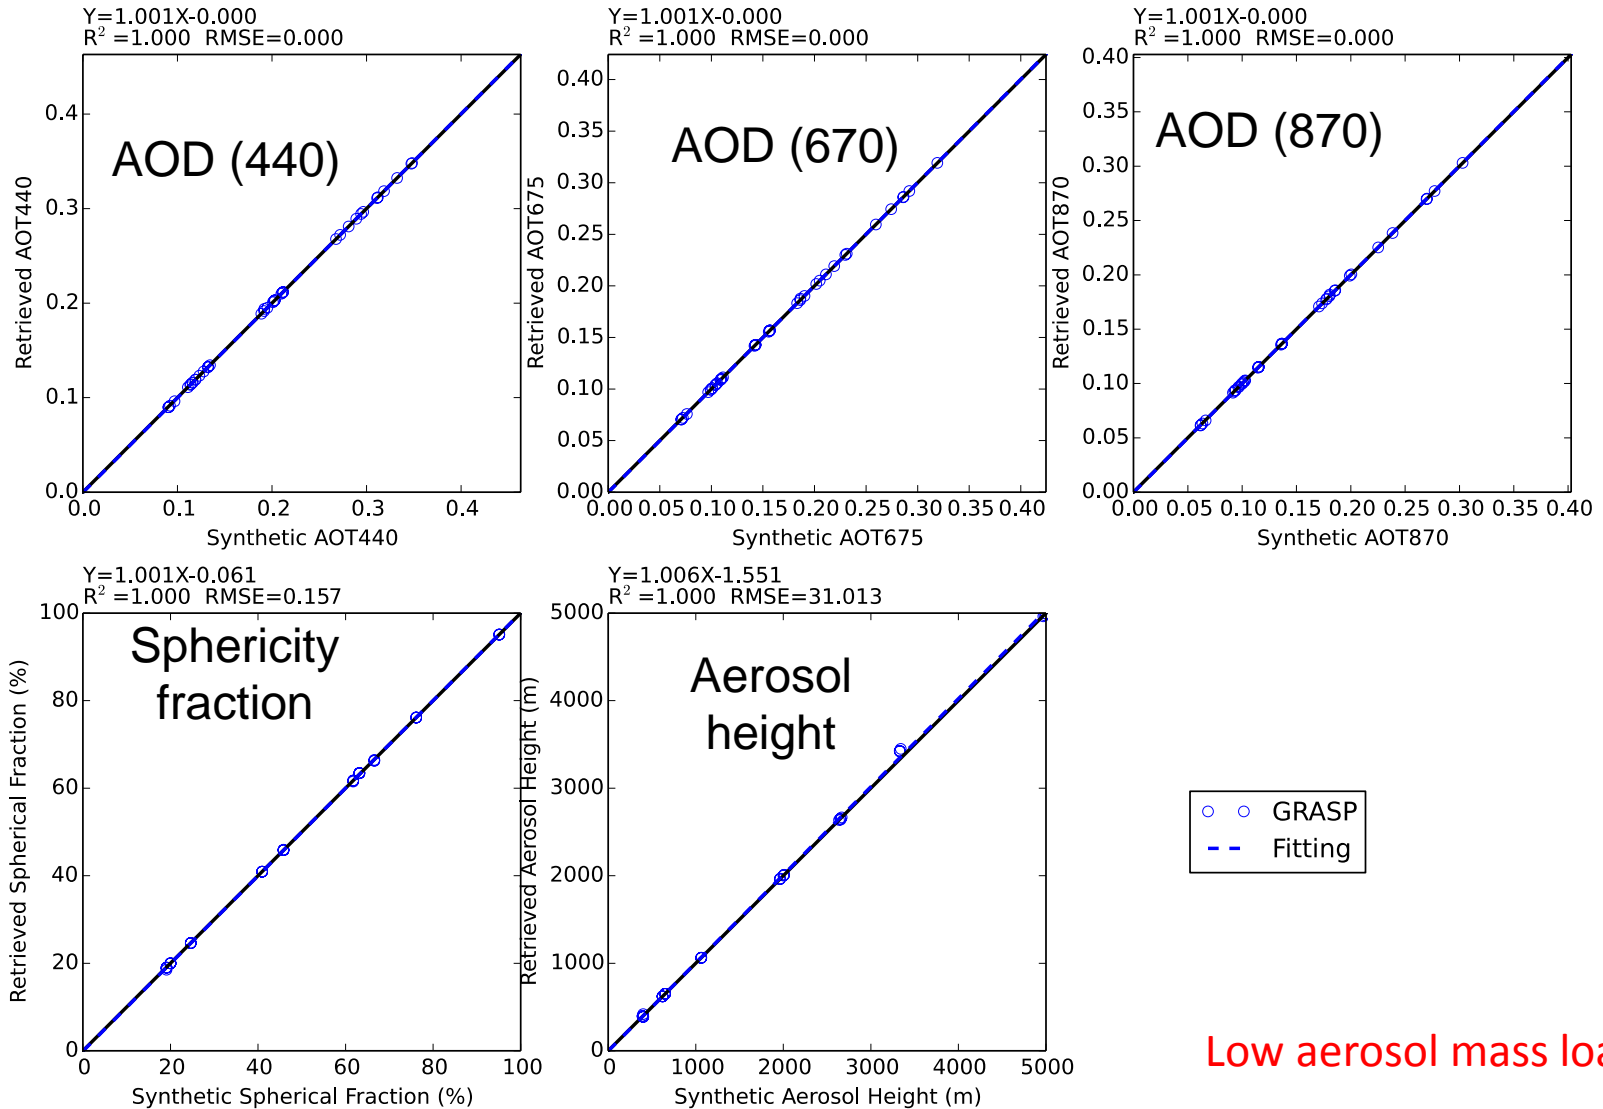 Y=1.001X-0.000
R² =1.000 RMSE=0.000
AOD (440)
Retrieved AOT440
0.4
0.3
0.2
0.1
0.0
0.0 0.1 0.2 0.3 0.4
Synthetic AOT440
Y=1.001X-0.000
R² =1.000 RMSE=0.000
AOD (670)
Retrieved AOT675
0.40
0.35
0.30
0.25
0.20
0.15
0.10
0.05
0.00
0.00 0.05 0.10 0.15 0.20 0.25 0.30 0.35 0.40
Synthetic AOT675
Y=1.001X-0.000
R² =1.000 RMSE=0.000
AOD (870)
Retrieved AOT870
0.40
0.35
0.30
0.25
0.20
0.15
0.10
0.05
0.00
0.00 0.05 0.10 0.15 0.20 0.25 0.30 0.35 0.40
Synthetic AOT870
Y=1.001X-0.061
R² =1.000 RMSE=0.157
Sphericity
fraction
Retrieved Spherical Fraction (%)
100
80
60
40
20
0
0 20 40 60 80 100
Synthetic Spherical Fraction (%)
Y=1.006X-1.551
R² =1.000 RMSE=31.013
Aerosol
height
Retrieved Aerosol Height (m)
5000
4000
3000
2000
1000
0
0 1000 2000 3000 4000 5000
Synthetic Aerosol Height (m)
GRASP
Fitting
Low aerosol mass loa